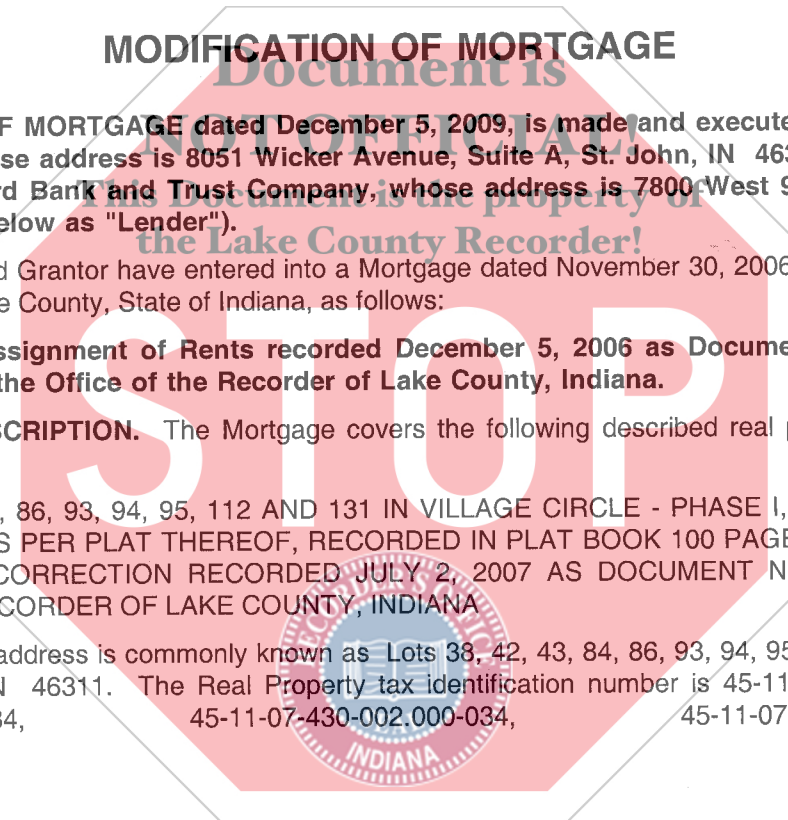 MODIFICATION OF MORTGAGE
Document is
F MORTGAGE dated December 5, 2009, is made and execute
NOT OFFICIAL!
se address is 8051 Wicker Avenue, Suite A, St. John, IN 463
rd Bank and Trust Company, whose address is 7800 West 9
This Document is the property of
elow as "Lender").
the Lake County Recorder!
d Grantor have entered into a Mortgage dated November 30, 2006
e County, State of Indiana, as follows:
ssignment of Rents recorded December 5, 2006 as Docume
the Office of the Recorder of Lake County, Indiana.
STOP
SCRIPTION. The Mortgage covers the following described real p
, 86, 93, 94, 95, 112 AND 131 IN VILLAGE CIRCLE - PHASE I,
S PER PLAT THEREOF, RECORDED IN PLAT BOOK 100 PAGE
CORRECTION RECORDED JULY 2, 2007 AS DOCUMENT N
CORDER OF LAKE COUNTY, INDIANA
RECORDER'S OFFICE
address is commonly known as Lots 38, 42, 43, 84, 86, 93, 94, 95
N 46311. The Real Property tax identification number is 45-11
34, 45-11-07-430-002.000-034, 45-11-07
SEAL
INDIANA